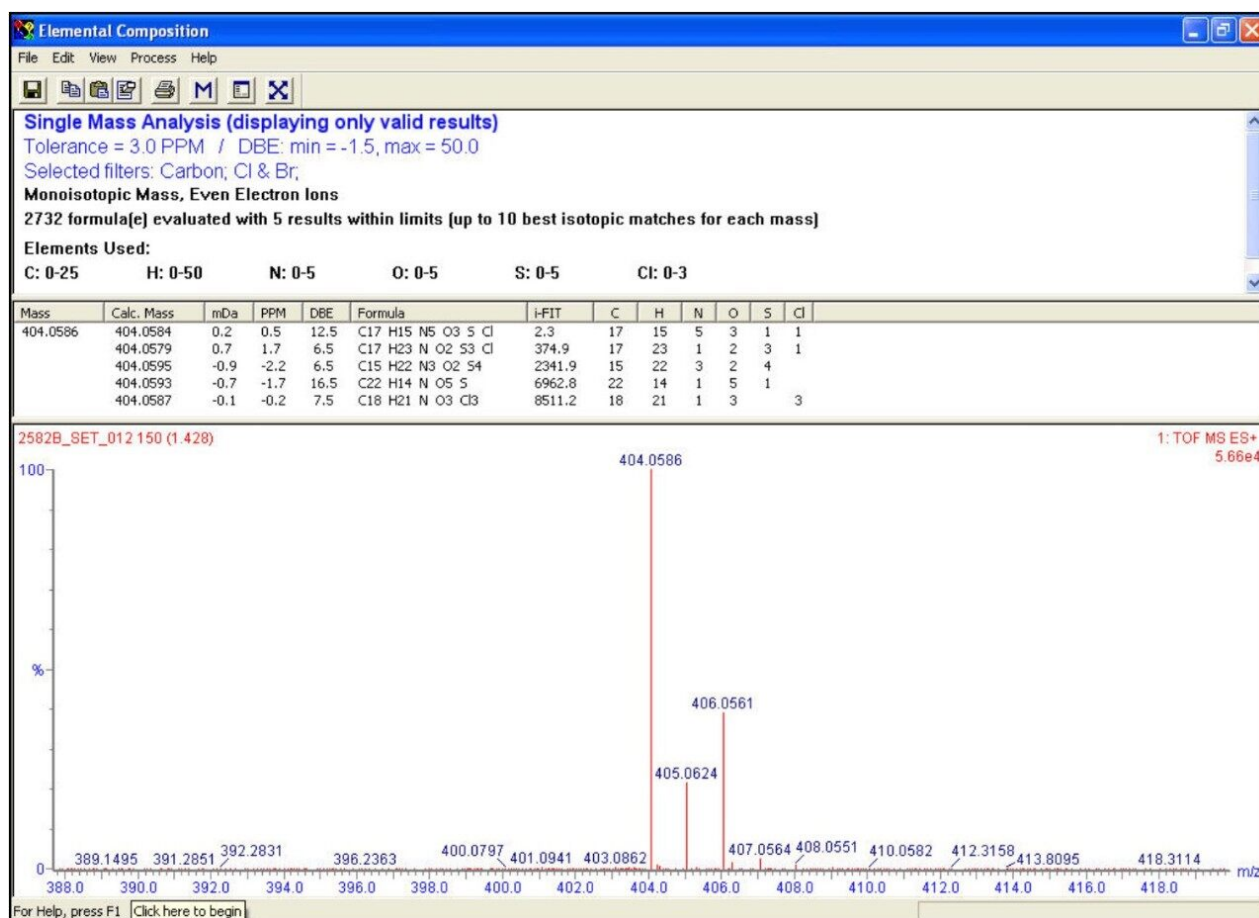 Elemental Composition
File Edit View Process Help
M
Single Mass Analysis (displaying only valid results)
Tolerance = 3.0 PPM / DBE: min = -1.5, max = 50.0
Selected filters: Carbon; Cl & Br;
Monoisotopic Mass, Even Electron Ions
2732 formula(e) evaluated with 5 results within limits (up to 10 best isotopic matches for each mass)
Elements Used:
C: 0-25 H: 0-50 N: 0-5 O: 0-5 S: 0-5 Cl: 0-3
Mass Calc. Mass mDa PPM DBE Formula i-FIT C H N O S Cl
404.0586 404.0584 0.2 0.5 12.5 C17 H15 N5 O3 S Cl 2.3 17 15 5 3 1 1
404.0579 0.7 1.7 6.5 C17 H23 N O2 S3 Cl 374.9 17 23 1 2 3 1
404.0595 -0.9 -2.2 6.5 C15 H22 N3 O2 S4 2341.9 15 22 3 2 4
404.0593 -0.7 -1.7 16.5 C22 H14 N O5 S 6962.8 22 14 1 5 1
404.0587 -0.1 -0.2 7.5 C18 H21 N O3 Cl3 8511.2 18 21 1 3 3
2582B_SET_012 150 (1.428) 1: TOF MS ES+
5.66e4
100
404.0586
%
406.0561
405.0624
389.1495 391.2851 392.2831 396.2363 400.0797 401.0941 403.0862 407.0564 408.0551 410.0582 412.3158 413.8095 418.3114
0
388.0 390.0 392.0 394.0 396.0 398.0 400.0 402.0 404.0 406.0 408.0 410.0 412.0 414.0 416.0 418.0 m/z
For Help, press F1 Click here to begin